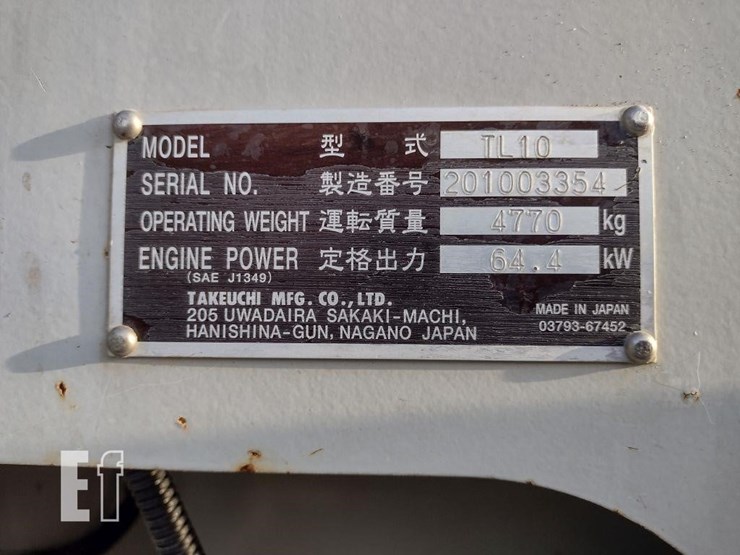 MODEL 型 式 TL10
SERIAL NO. 製造番号 201003354
OPERATING WEIGHT 運転質量 4770 kg
ENGINE POWER 定格出力 64.4 kW
(SAE J1349)
TAKEUCHI MFG. CO., LTD.
205 UWADAIRA SAKAKI-MACHI,
HANISHINA-GUN, NAGANO JAPAN
MADE IN JAPAN
03793-67452
Ef